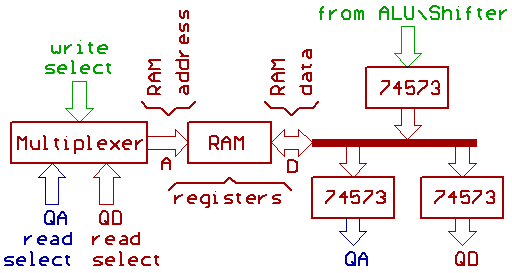 from ALU\Shifter
write
select
RAM
address
RAM
data
74573
Multiplexer
A
RAM
D
registers
74573
74573
QA
read
select
QD
read
select
QA
QD